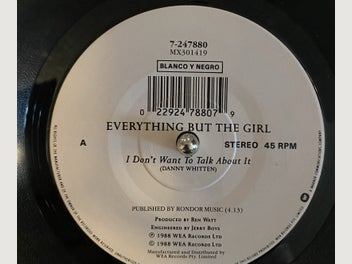 7-247880
MX301419
BLANCO Y NEGRO
0 22924 78807 9
EVERYTHING BUT THE GIRL
A
STEREO 45 RPM
I Don't Want To Talk About It
(DANNY WHITTEN)
PUBLISHED BY RONDOR MUSIC (4.13)
PRODUCED BY BEN WATT
ENGINEERED BY JERRY BOYS
Ⓟ 1988 WEA RECORDS LTD
© 1988 WEA RECORDS LTD
Manufactured and Distributed by
WEA Records Pty. Limited